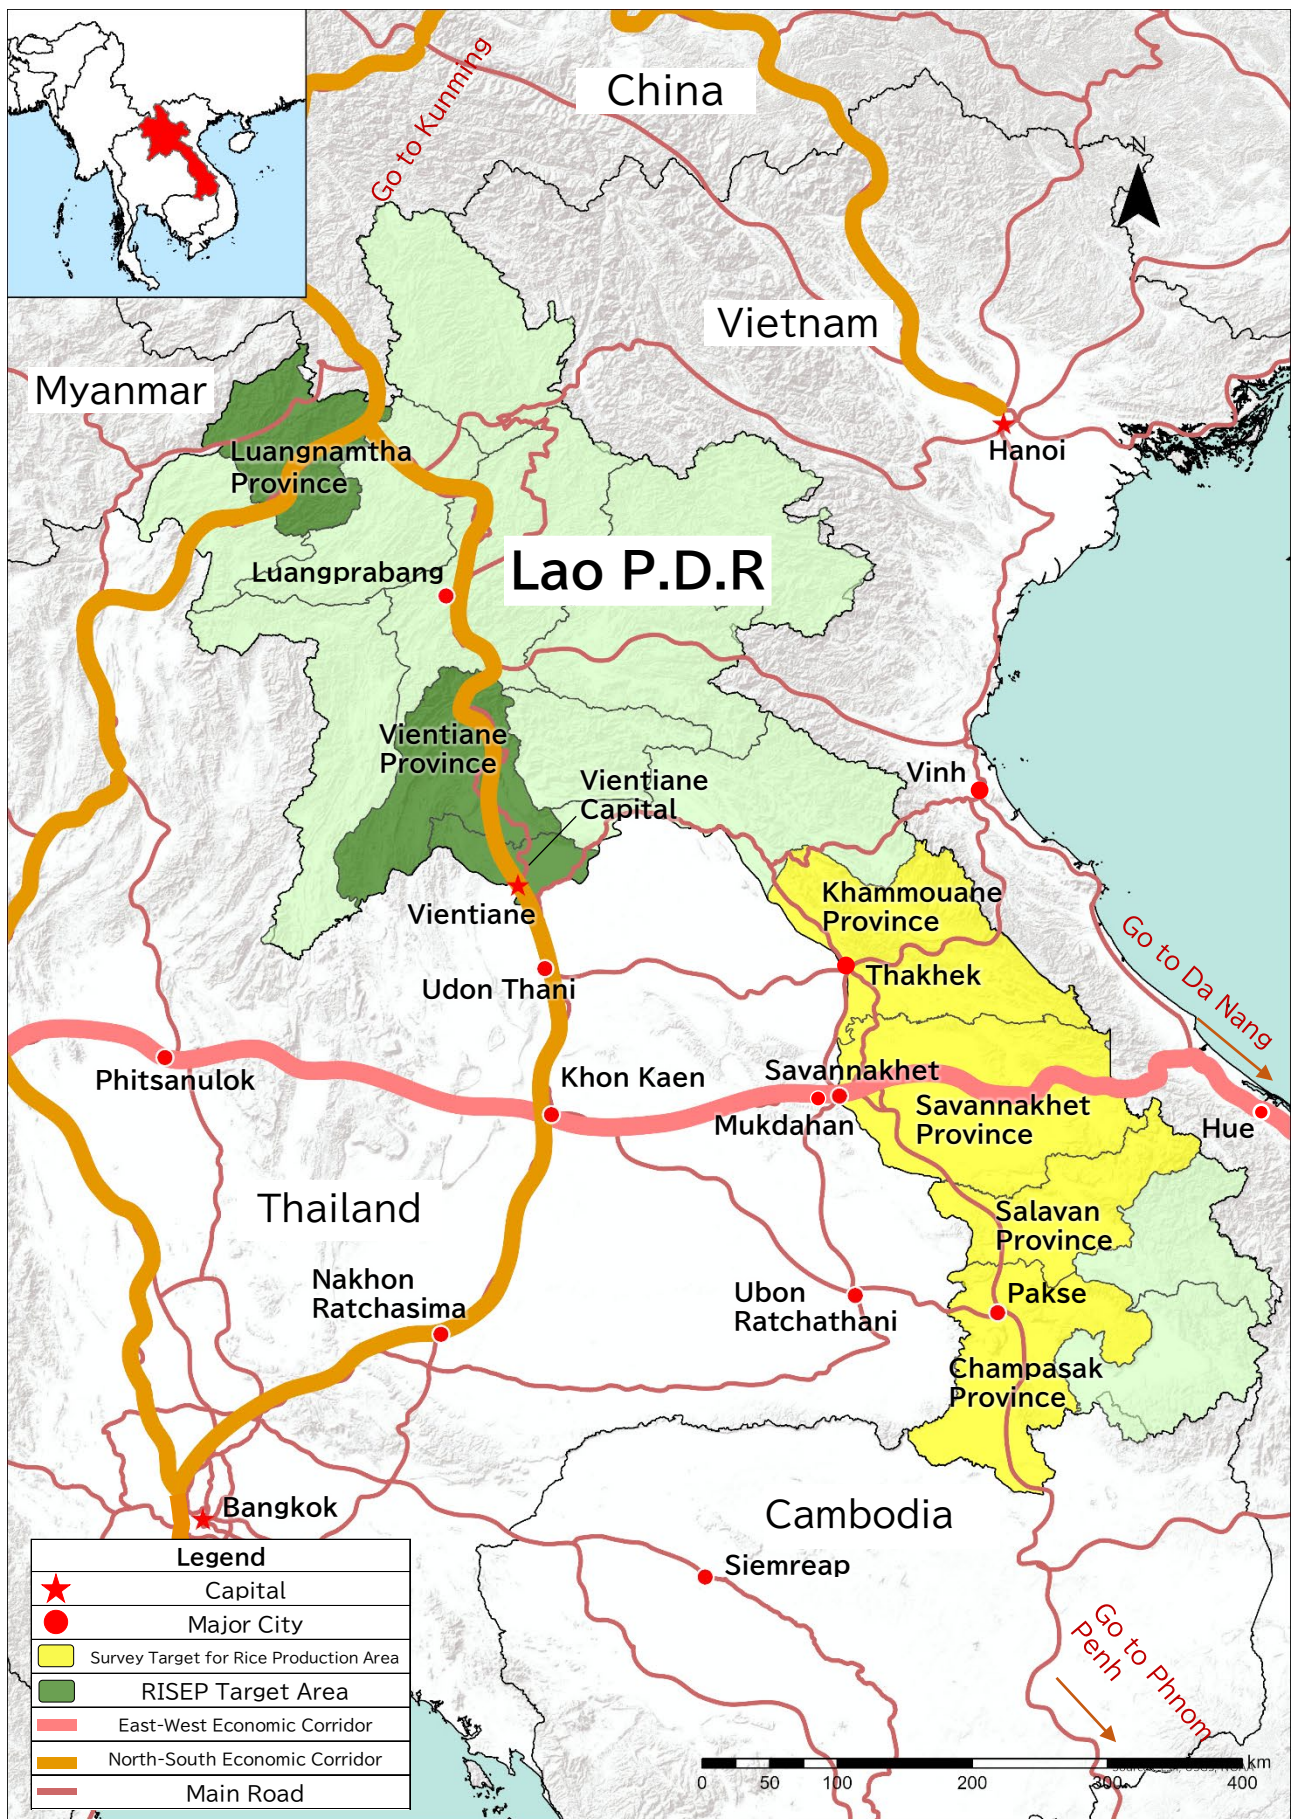 China
Go to Kunming
N
Vietnam
Myanmar
Hanoi
Luangnamtha
Province
Lao P.D.R
Luangprabang
Vientiane
Province
Vientiane
Capital
Vinh
Khammouane
Province
Vientiane
Go to Da Nang
Thakhek
Udon Thani
Savannakhet
Khon Kaen
Phitsanulok
Savannakhet
Province
Mukdahan
Hue
Thailand
Salavan
Province
Nakhon
Ratchasima
Ubon
Ratchathani
Pakse
Champasak
Province
Bangkok
Cambodia
Siemreap
Go to Phnom
Penh
Legend
Capital
Major City
Survey Target for Rice Production Area
RISEP Target Area
East-West Economic Corridor
North-South Economic Corridor
Main Road
km
0 50 100 200 300 400